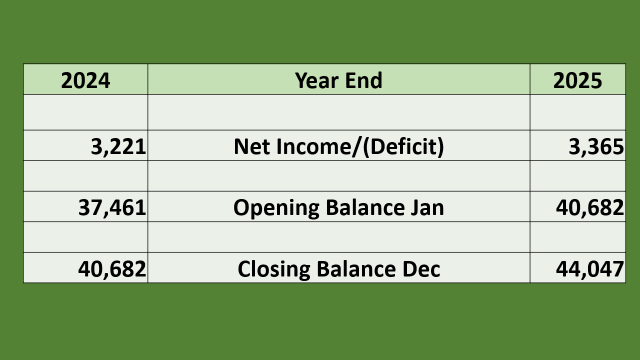 2024 Year End 2025
3,221 Net Income/(Deficit) 3,365
37,461 Opening Balance Jan 40,682
40,682 Closing Balance Dec 44,047